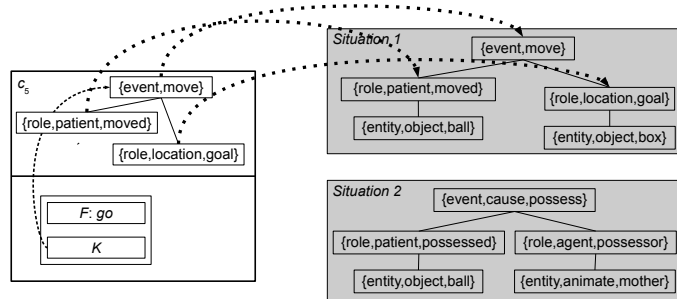 c5
{event,move}
{role,patient,moved}
{role,location,goal}
F: go
K
Situation 1
{event,move}
{role,patient,moved}
{role,location,goal}
{entity,object,ball}
{entity,object,box}
Situation 2
{event,cause,possess}
{role,patient,possessed}
{role,agent,possessor}
{entity,object,ball}
{entity,animate,mother}